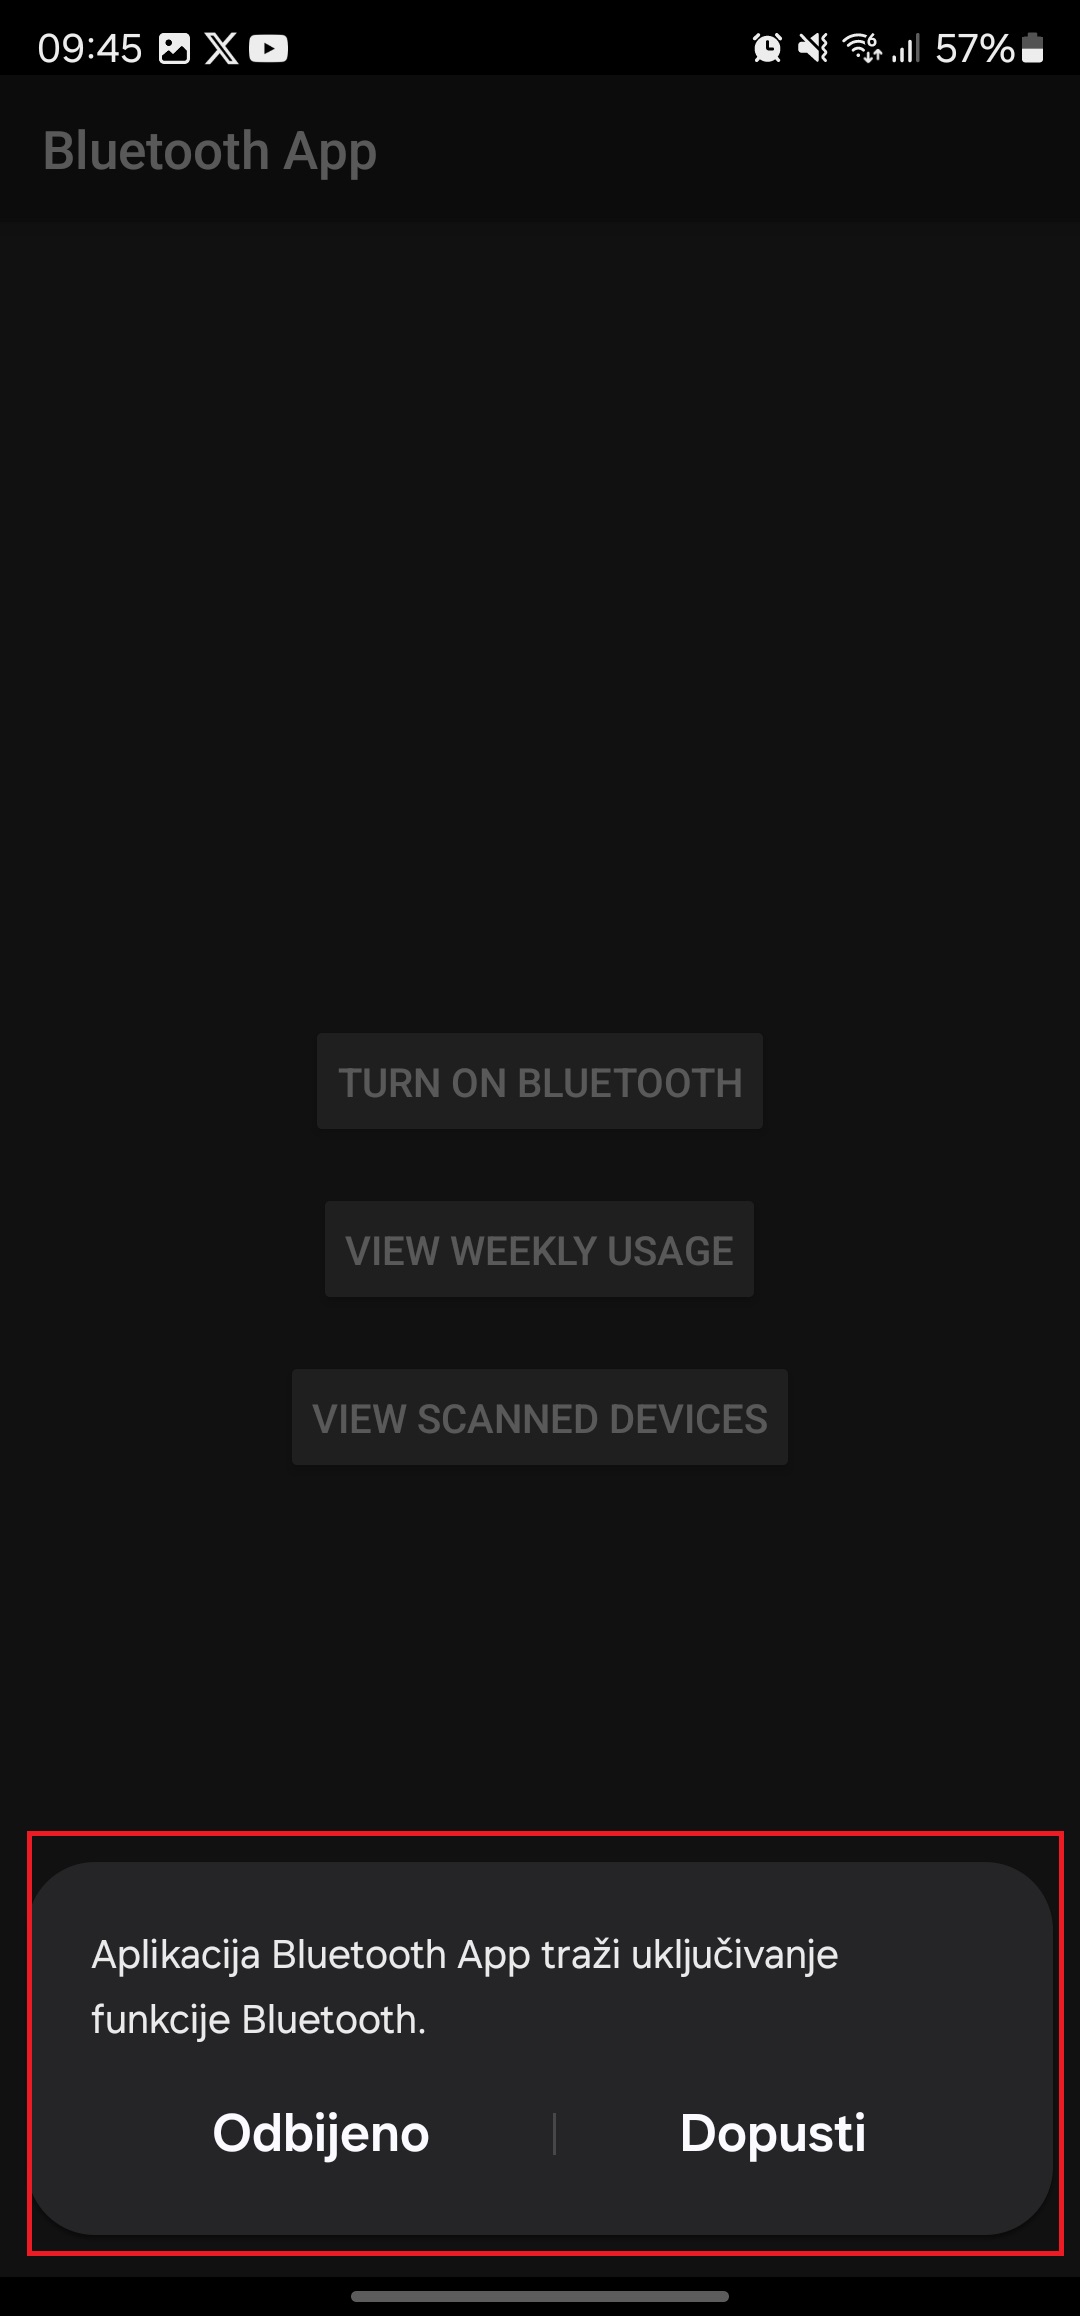 09:45
57%
Bluetooth App
TURN ON BLUETOOTH
VIEW WEEKLY USAGE
VIEW SCANNED DEVICES
Aplikacija Bluetooth App traži uključivanje
funkcije Bluetooth.
Odbijeno
Dopusti